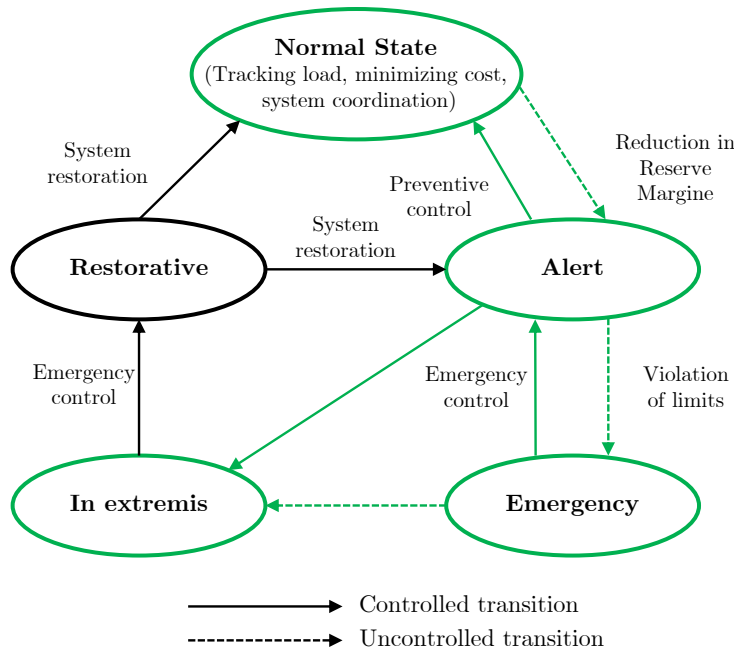 Normal State
(Tracking load, minimizing cost,
system coordination)
System
restoration
Reduction in
Reserve
Margine
Preventive
control
System
restoration
Restorative
Alert
Emergency
control
Emergency
control
Violation
of limits
In extremis
Emergency
Controlled transition
Uncontrolled transition